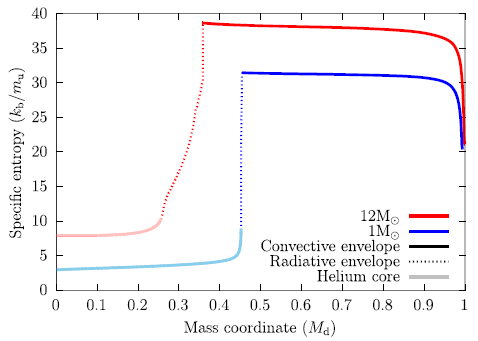 40
35
30
25
20
15
10
5
0
Specific entropy (k_b/m_u)
12M_⊙
1M_⊙
Convective envelope
Radiative envelope
Helium core
0 0.1 0.2 0.3 0.4 0.5 0.6 0.7 0.8 0.9 1
Mass coordinate (M_d)